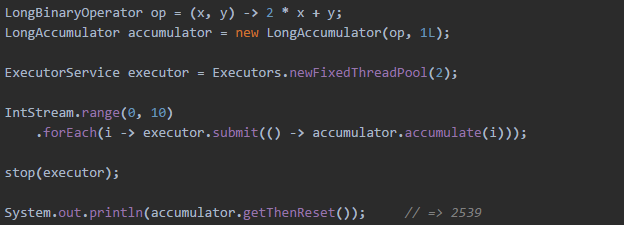 LongBinaryOperator op = (x, y) -> 2 * x + y;
LongAccumulator accumulator = new LongAccumulator(op, 1L);
ExecutorService executor = Executors.newFixedThreadPool(2);
IntStream.range(0, 10)
.forEach(i -> executor.submit(() -> accumulator.accumulate(i)));
stop(executor);
System.out.println(accumulator.getThenReset()); // => 2539